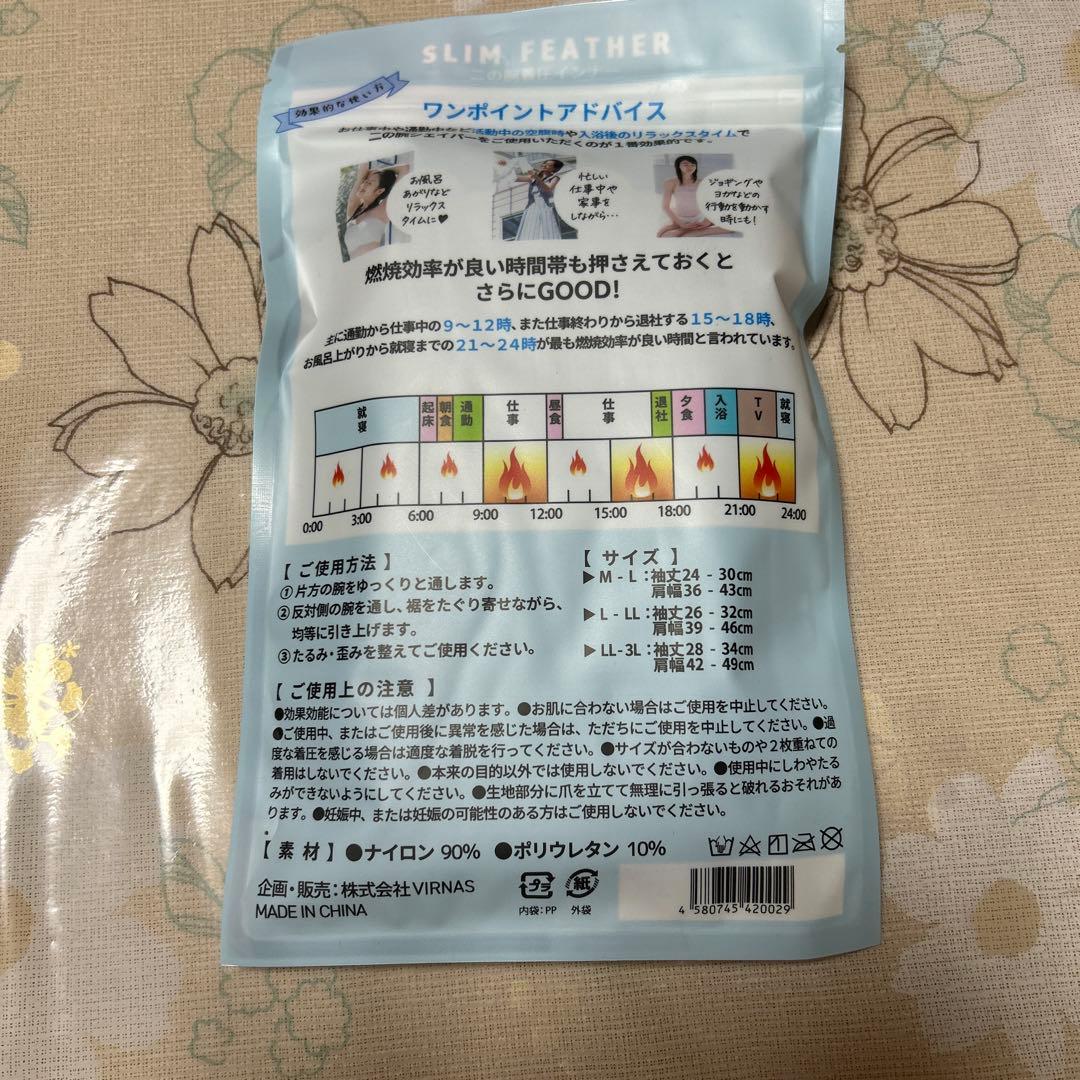 SLIM FEATHER
効果的な使い方
ワンポイントアドバイス
お仕事中や通勤中など活動中の空腹時や入浴後のリラックスタイムで
二の腕シェイパーをご使用いただくのが1番効果的です。
お風呂
あがりなど
リラックス
タイムに♥
忙しい
仕事中や
家事を
しながら…
ジョギングや
ヨガなどの
行動を動かす
時にも!
燃焼効率が良い時間帯も押さえておくと
さらにGOOD!
主に通勤から仕事中の9〜12時、また仕事終わりから退社する15〜18時、
お風呂上がりから就寝までの21〜24時が最も燃焼効率が良い時間と言われています。
就寝 起床 朝食 通勤 仕事 昼食 仕事 退社 夕食 入浴 TV 就寝
0:00 3:00 6:00 9:00 12:00 15:00 18:00 21:00 24:00
【 ご使用方法 】
①片方の腕をゆっくりと通します。
②反対側の腕を通し、裾をたぐり寄せながら、
均等に引き上げます。
③たるみ・歪みを整えてご使用ください。
【 サイズ 】
▶M - L :袖丈24 - 30cm
肩幅36 - 43cm
▶L - LL :袖丈26 - 32cm
肩幅39 - 46cm
▶LL-3L :袖丈28 - 34cm
肩幅42 - 49cm
【 ご使用上の注意 】
●効果効能については個人差があります。●お肌に合わない場合はご使用を中止してください。
●ご使用中、またはご使用後に異常を感じた場合は、ただちにご使用を中止してください。●過
度な着圧を感じる場合は適度な着脱を行ってください。●サイズが合わないものや2枚重ねての
着用はしないでください。●本来の目的以外では使用しないでください。●使用中にしわやたる
みができないようにしてください。●生地部分に爪を立てて無理に引っ張ると破れるおそれがあ
ります。●妊娠中、または妊娠の可能性のある方はご使用しないでください。
【 素 材 】 ●ナイロン 90% ●ポリウレタン 10%
企画・販売:株式会社VIRNAS
MADE IN CHINA
プラ
内袋:PP
紙
外袋
4 580745 420029